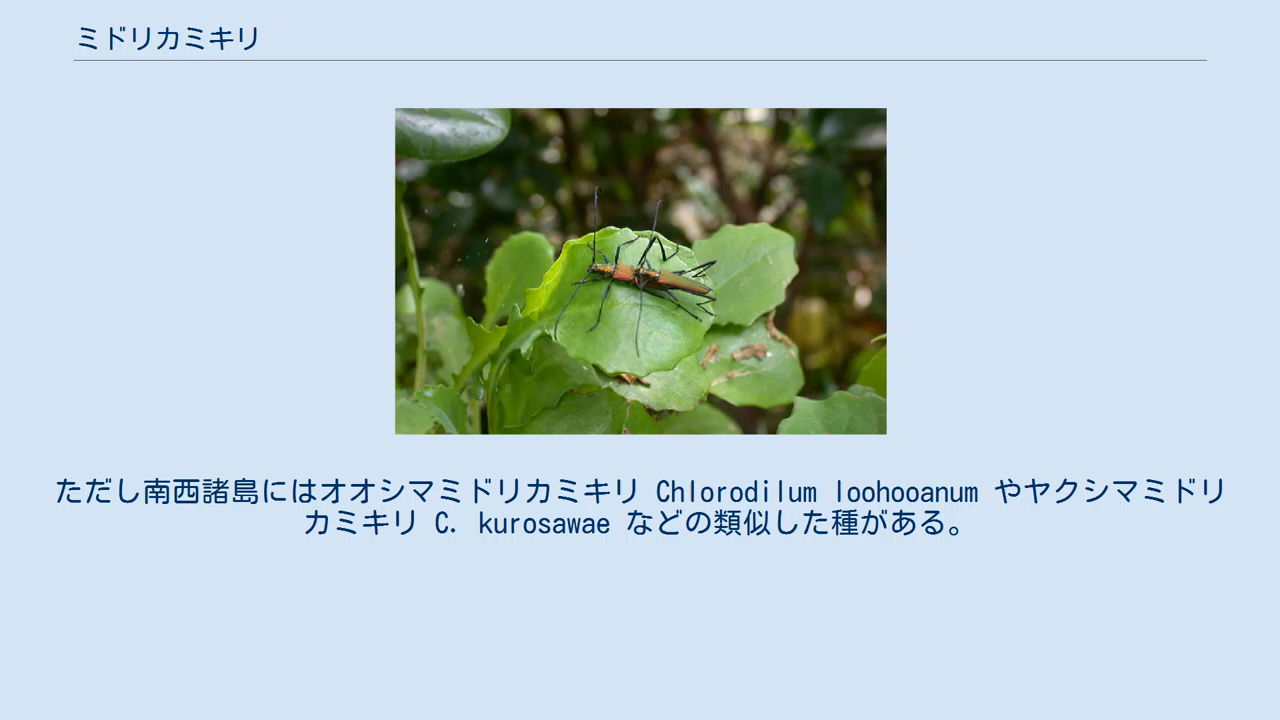 ミドリカミキリ
ただし南西諸島にはオオシマミドリカミキリ Chlorodilum loohooanum やヤクシマミドリ
カミキリ C. kurosawae などの類似した種がある。